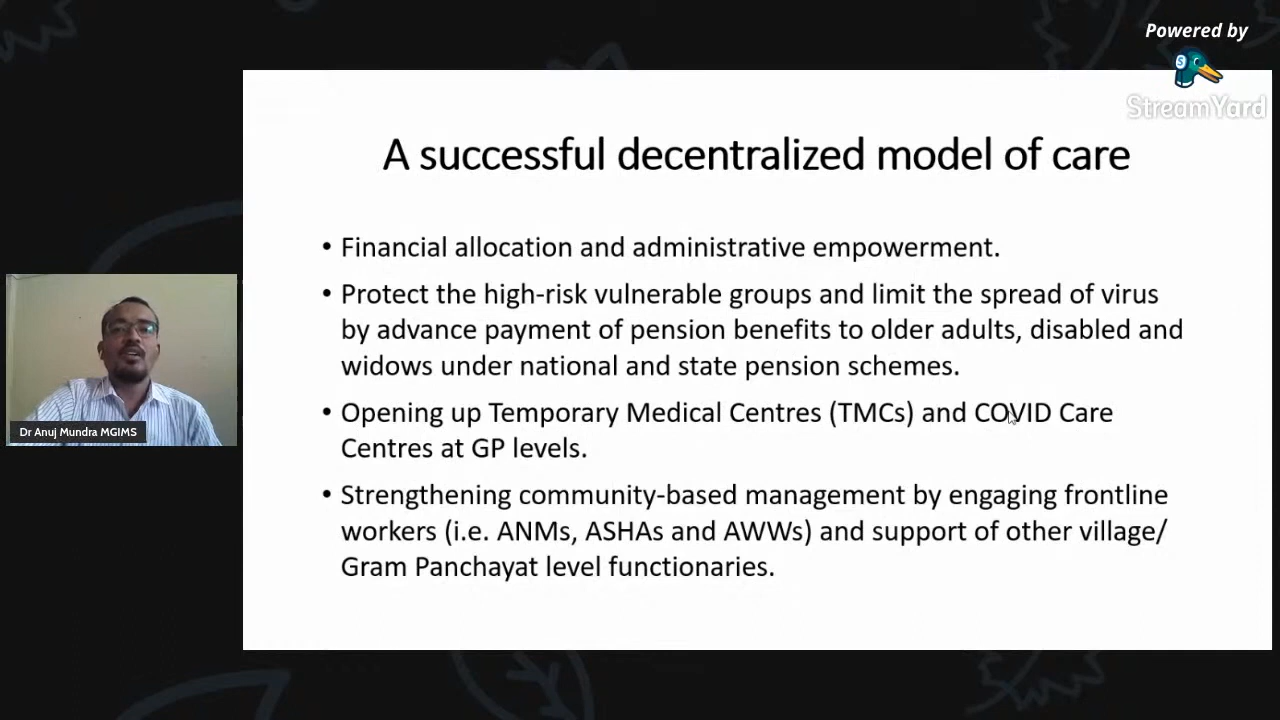 Powered by
StreamYard
A successful decentralized model of care
• Financial allocation and administrative empowerment.
• Protect the high-risk vulnerable groups and limit the spread of virus
by advance payment of pension benefits to older adults, disabled and
widows under national and state pension schemes.
• Opening up Temporary Medical Centres (TMCs) and COVID Care
Centres at GP levels.
• Strengthening community-based management by engaging frontline
workers (i.e. ANMs, ASHAs and AWWs) and support of other village/
Gram Panchayat level functionaries.
Dr Anuj Mundra MGIMS